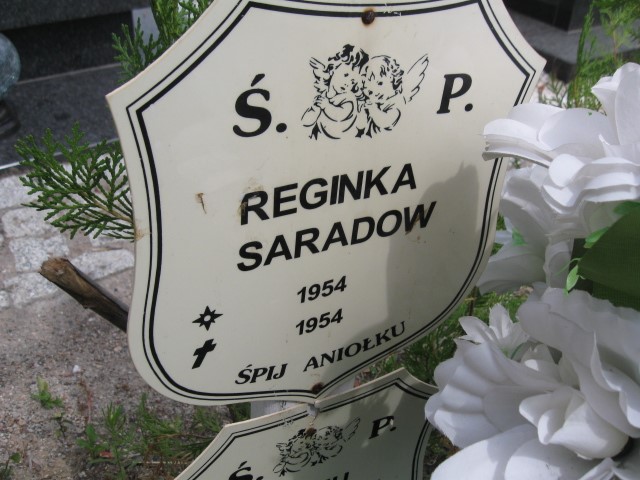 Ś. P.
REGINKA
SARADOW
1954
1954
ŚPIJ ANIOŁKU
Ś. P.